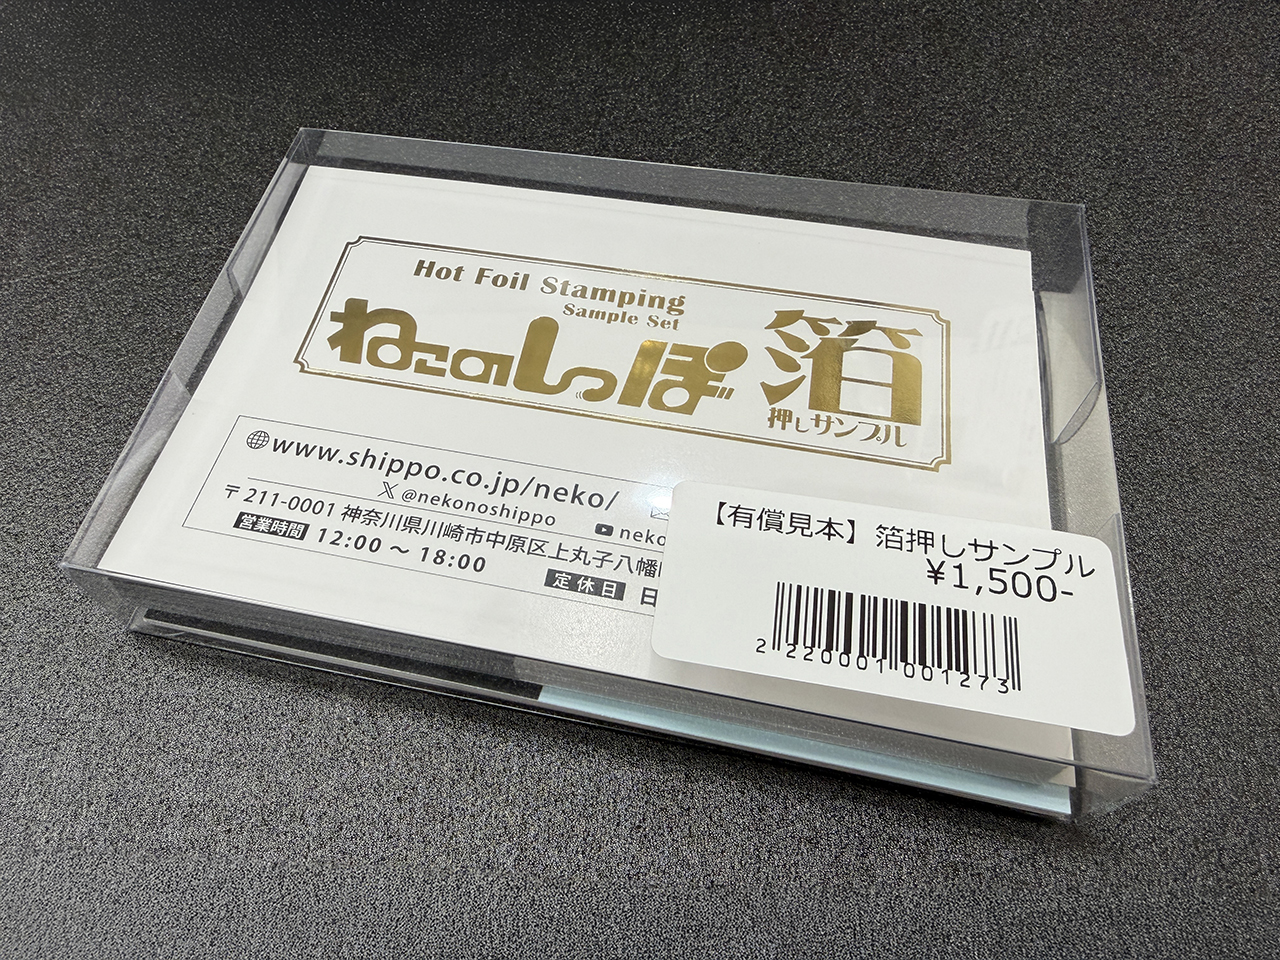 Hot Foil Stamping
Sample Set
ねこのしっぽ 箔
押しサンプル
www.shippo.co.jp/neko/
X @nekonoshippo
neko
〒211-0001 神奈川県川崎市中原区上丸子八幡
営業時間 12:00 ～ 18:00
定休日 日
【有償見本】箔押しサンプル
¥1,500-
2 220001 001273